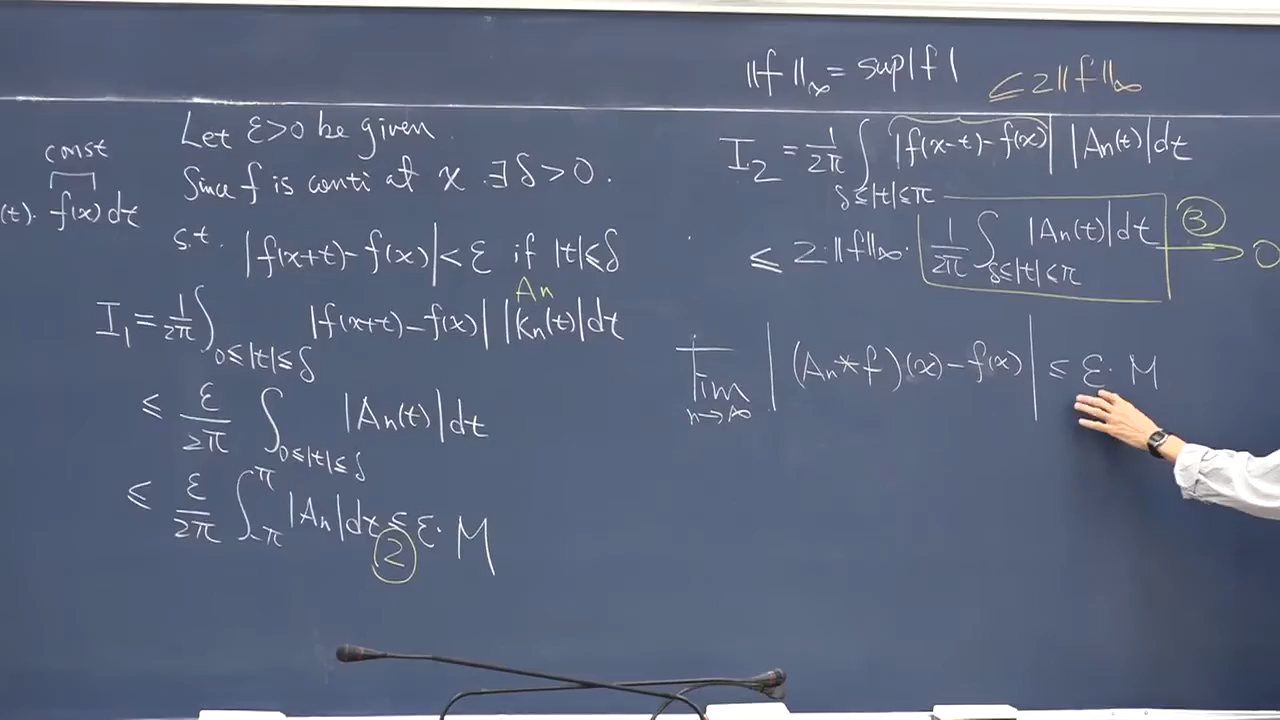 const
(t). f(x) dt
Let ε>0 be given.
Since f is conti at x ∃δ>0.
s.t. |f(x+t)-f(x)|<ε if |t|≤δ
An
I₁ = 1/2π ∫_{0≤|t|≤δ} |f(x+t)-f(x)| |Kn(t)|dt
≤ ε/2π ∫_{0≤|t|≤δ} |An(t)|dt
≤ ε/2π ∫_{-π}^{π} |An|dt ≤ ε·M
②
‖f‖∞ = sup|f|
≤2‖f‖∞
I₂ = 1/2π ∫_{δ≤|t|≤π} |f(x-t)-f(x)| |An(t)|dt
≤ 2·‖f‖∞· 1/2π ∫_{δ≤|t|≤π} |An(t)|dt ③→ 0
l̅i̅m̅_{n→∞} |(An*f)(x)-f(x)| ≤ ε·M